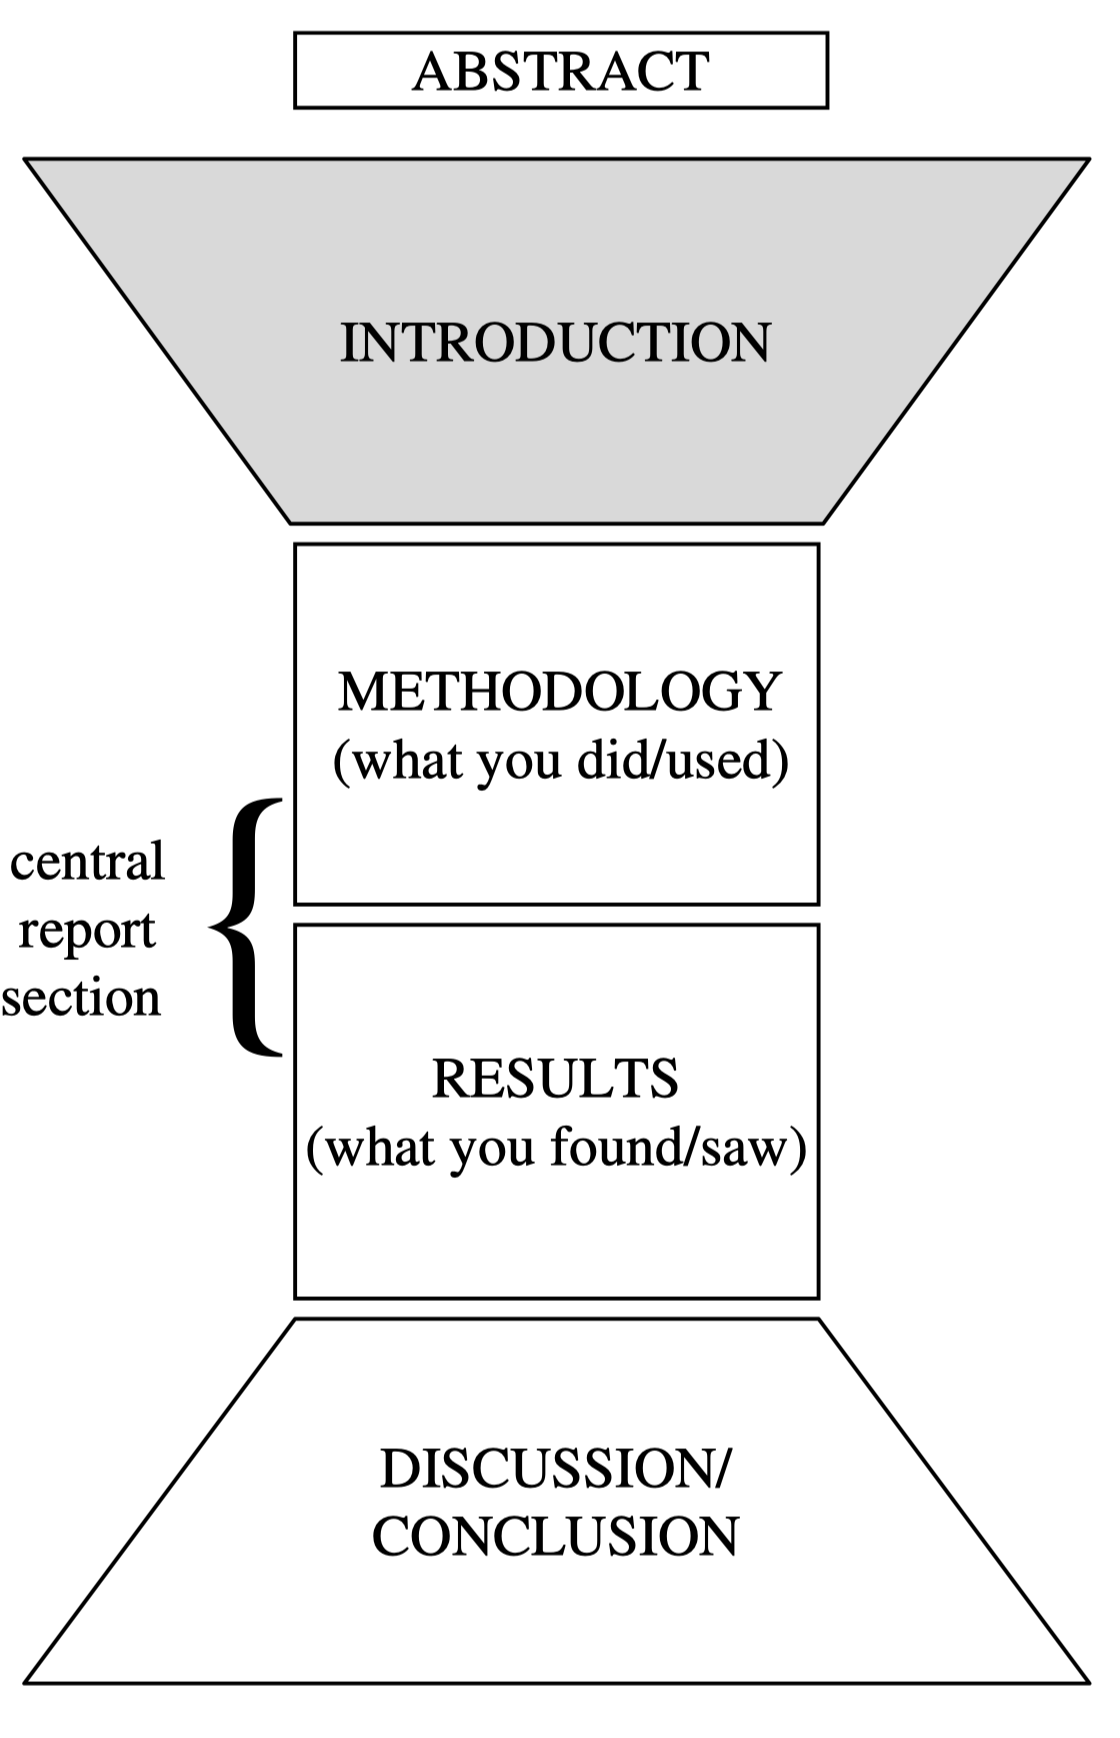 ABSTRACT
INTRODUCTION
METHODOLOGY
(what you did/used)
central
report
section
RESULTS
(what you found/saw)
DISCUSSION/
CONCLUSION